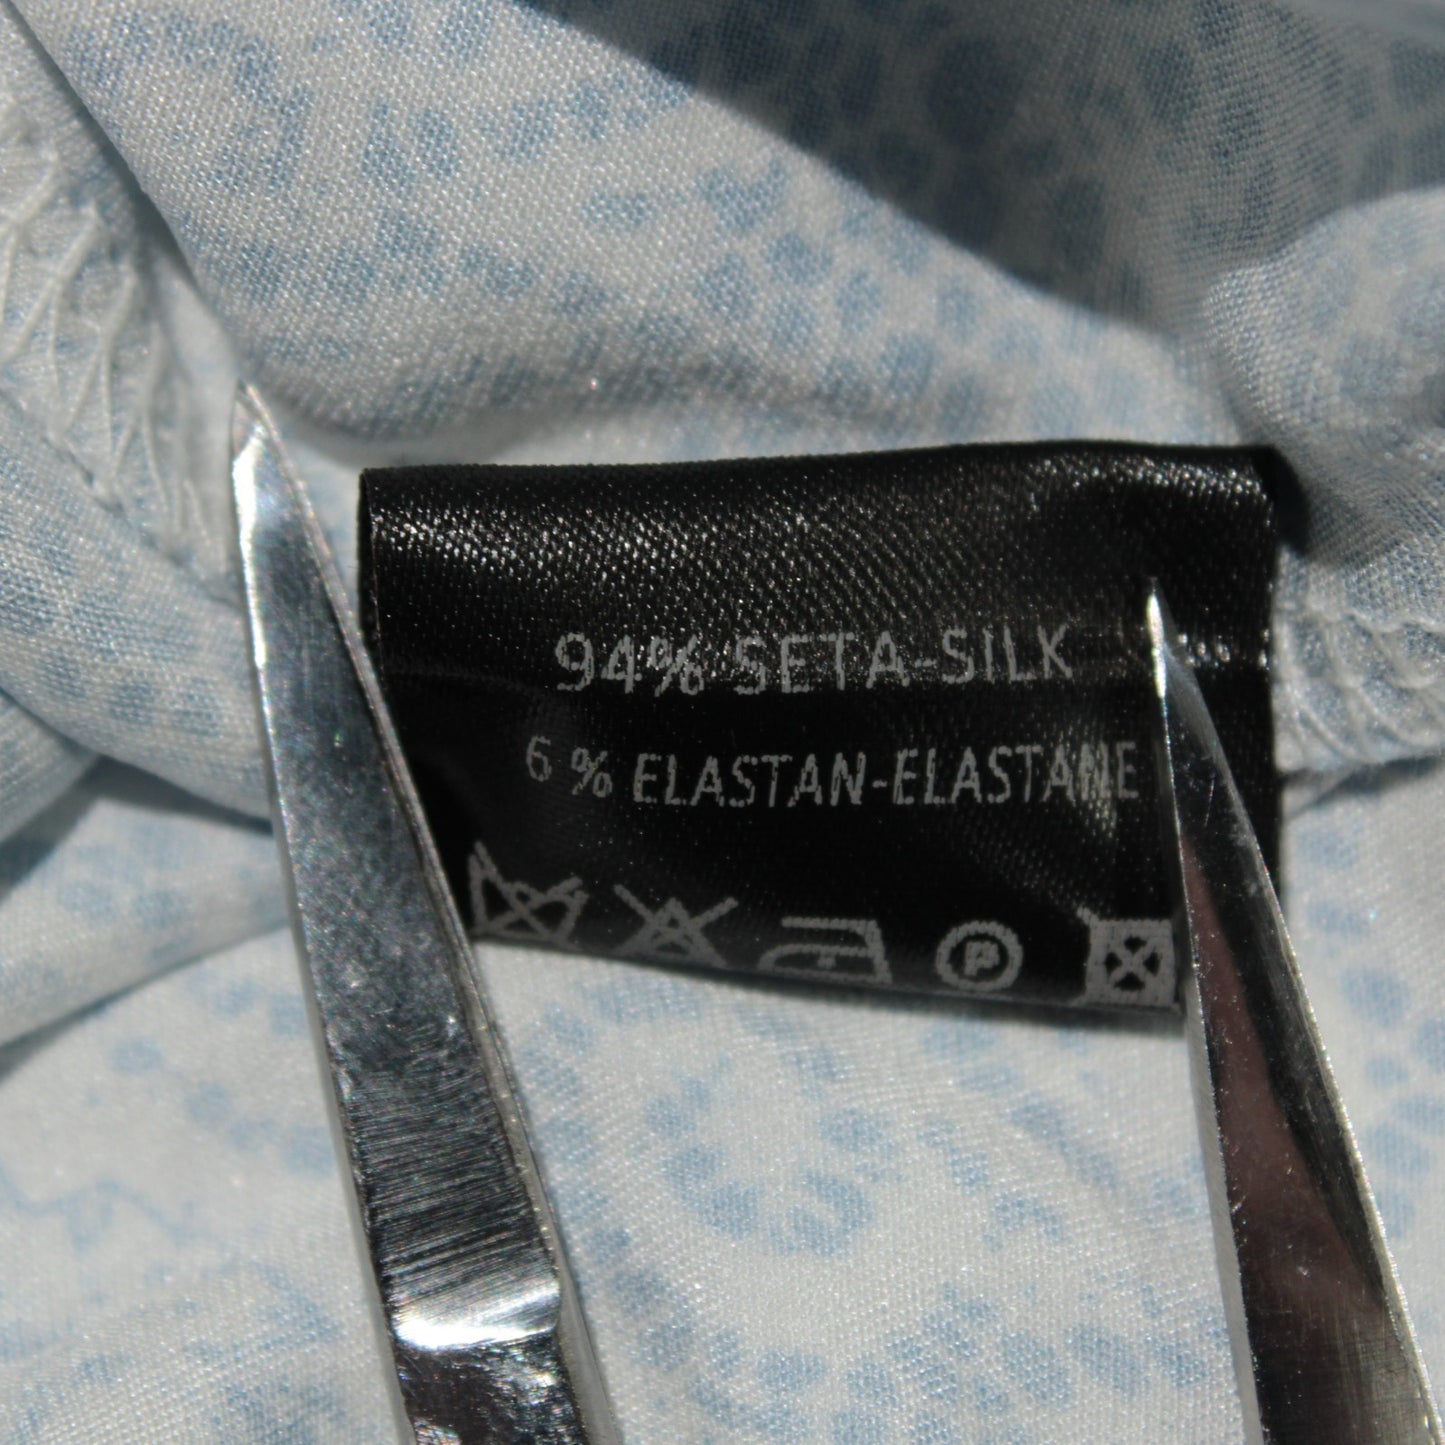 94% SETA-SILK
6 % ELASTAN-ELASTANE
P